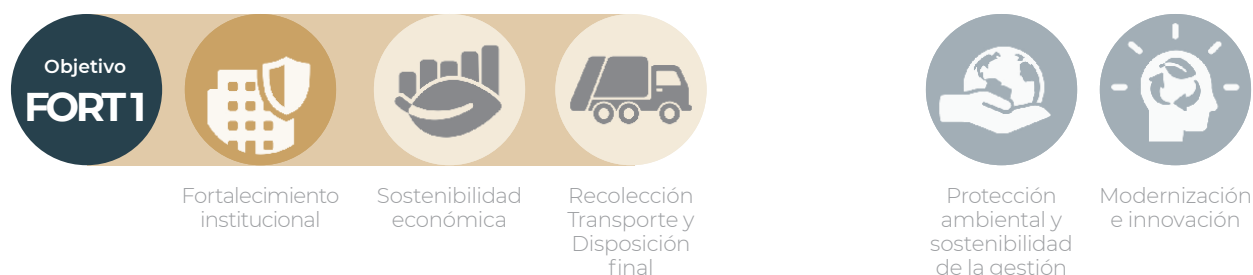 Objetivo
FORT 1
Fortalecimiento
institucional
Sostenibilidad
económica
Recolección
Transporte y
Disposición
final
Protección
ambiental y
sostenibilidad
de la gestión
Modernización
e innovación